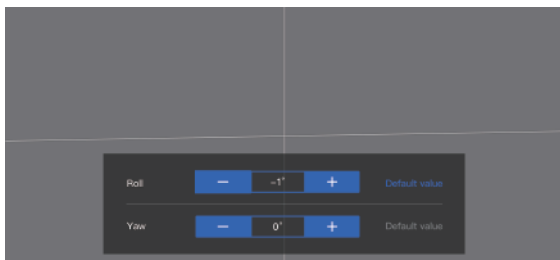 Roll − -1° + Default value
Yaw − 0° + Default value